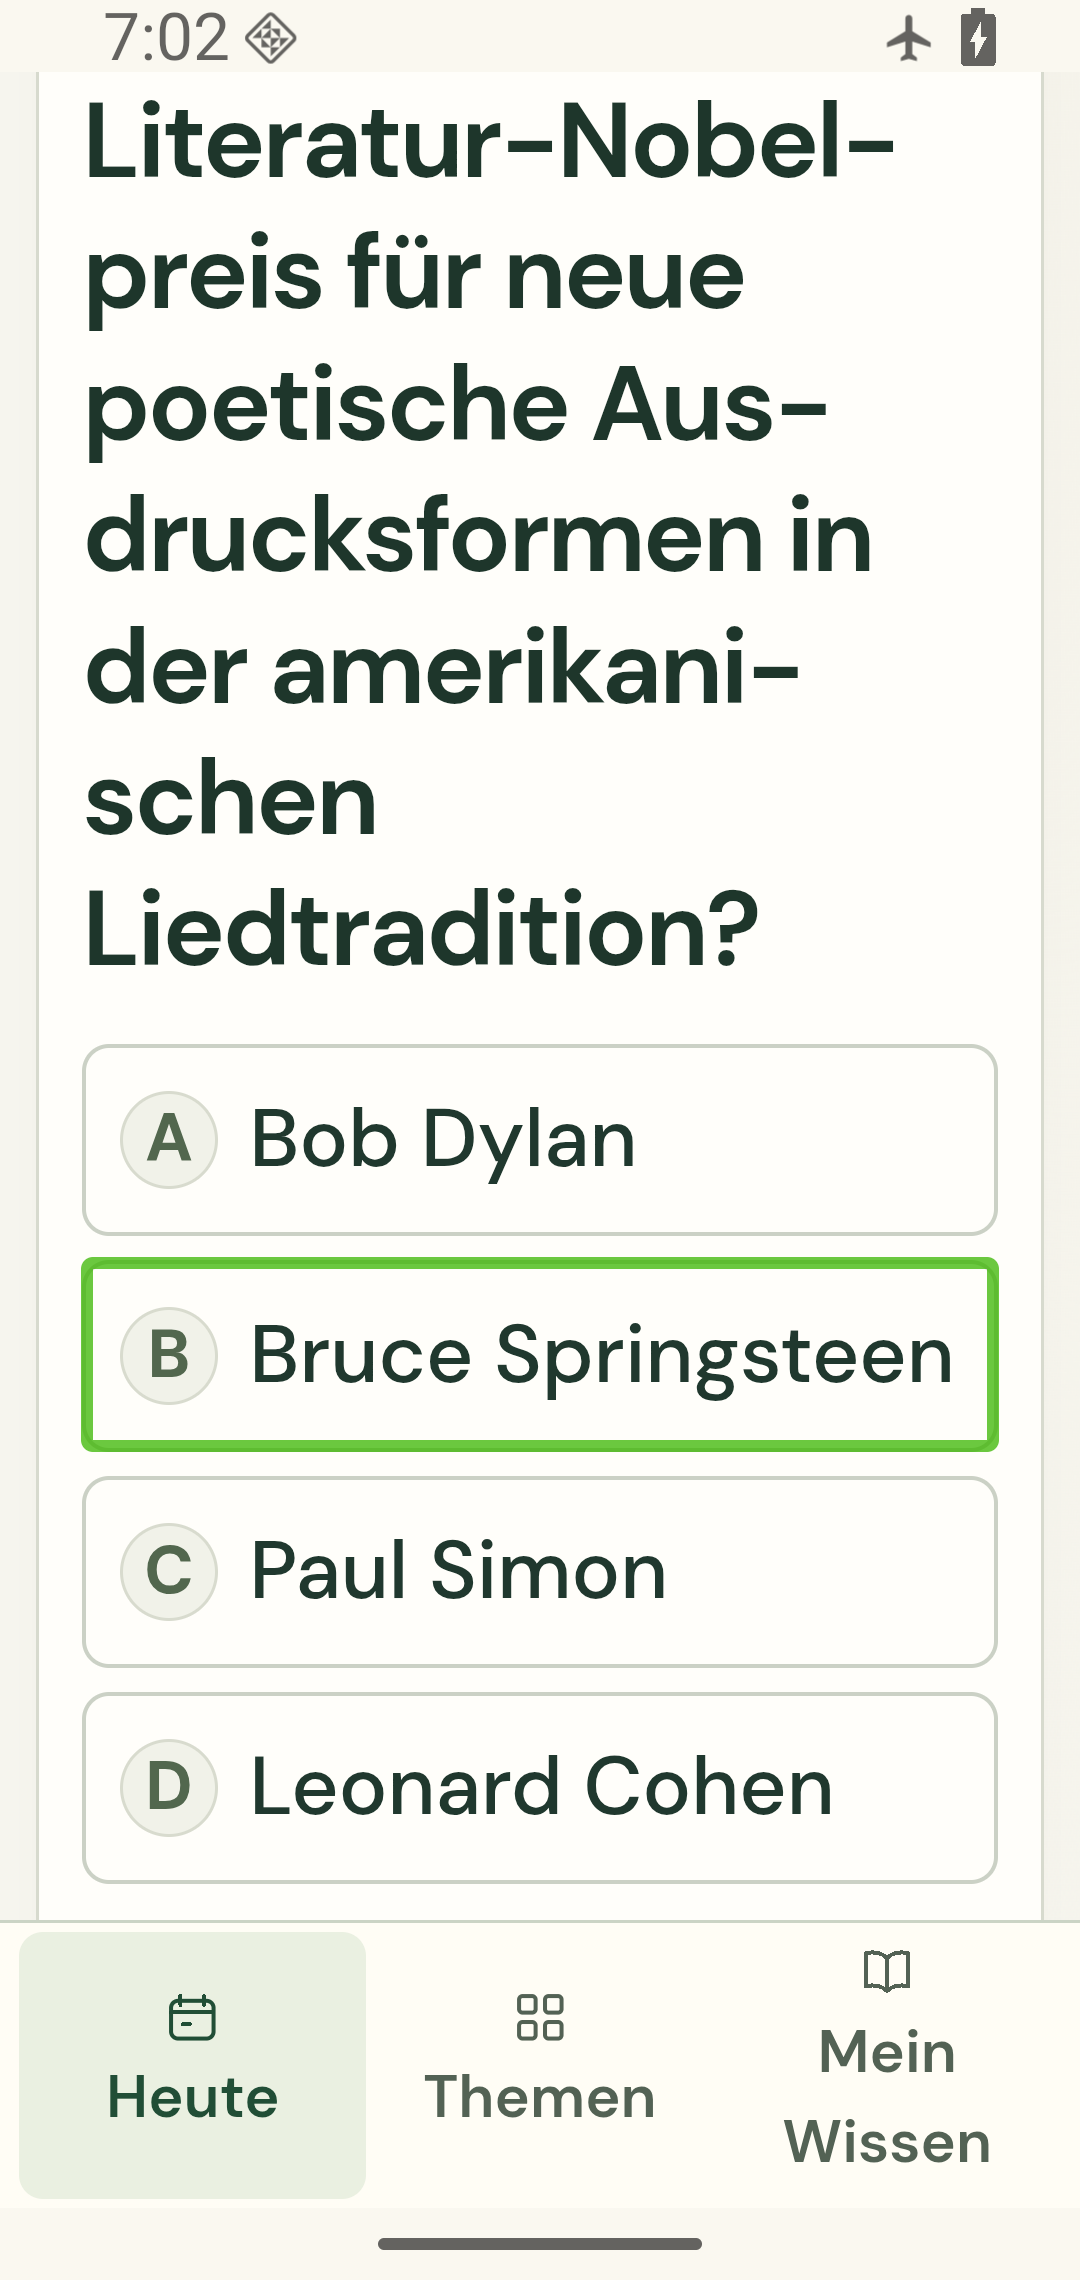 7:02
Literatur-Nobel-
preis für neue
poetische Aus-
drucksformen in
der amerikani-
schen
Liedtradition?
A Bob Dylan
B Bruce Springsteen
C Paul Simon
D Leonard Cohen
Heute
Themen
Mein
Wissen